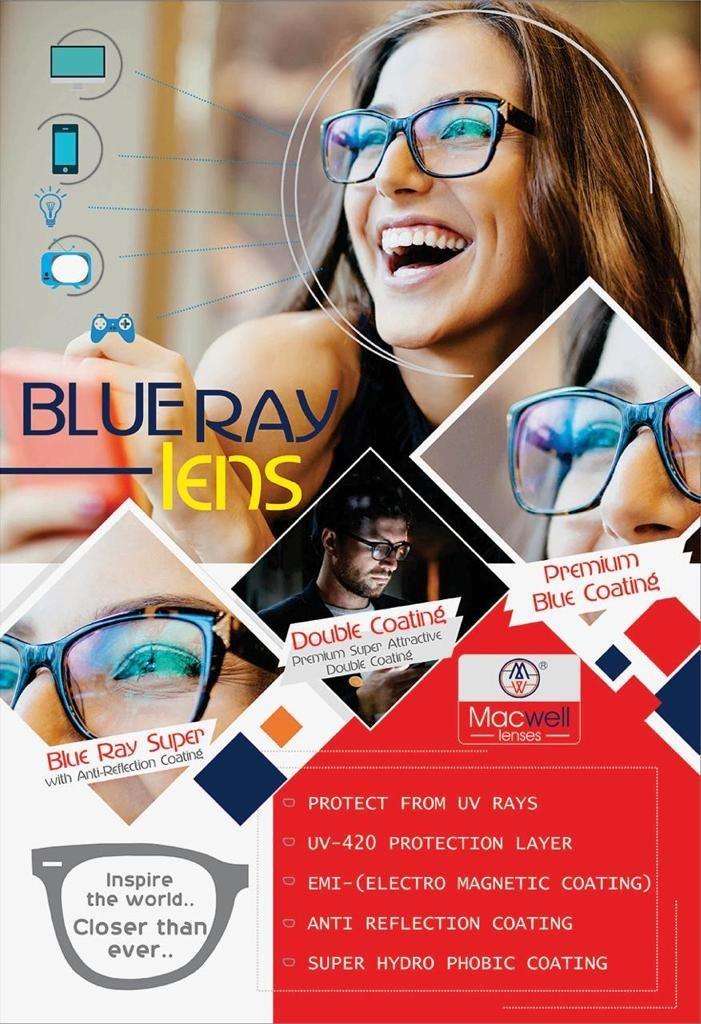 BLUE RAY
lens
Premium
Blue Coating
Double Coating
Premium Super Attractive
Double Coating
Blue Ray Super
with Anti-Reflection Coating
MW®
Macwell
lenses
PROTECT FROM UV RAYS
UV-420 PROTECTION LAYER
EMI-(ELECTRO MAGNETIC COATING)
ANTI REFLECTION COATING
SUPER HYDRO PHOBIC COATING
Inspire
the world..
Closer than
ever..